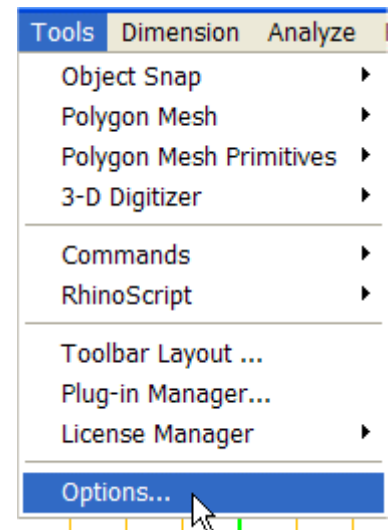 Tools Dimension Analyze
Object Snap
Polygon Mesh
Polygon Mesh Primitives
3-D Digitizer
Commands
RhinoScript
Toolbar Layout ...
Plug-in Manager...
License Manager
Options...